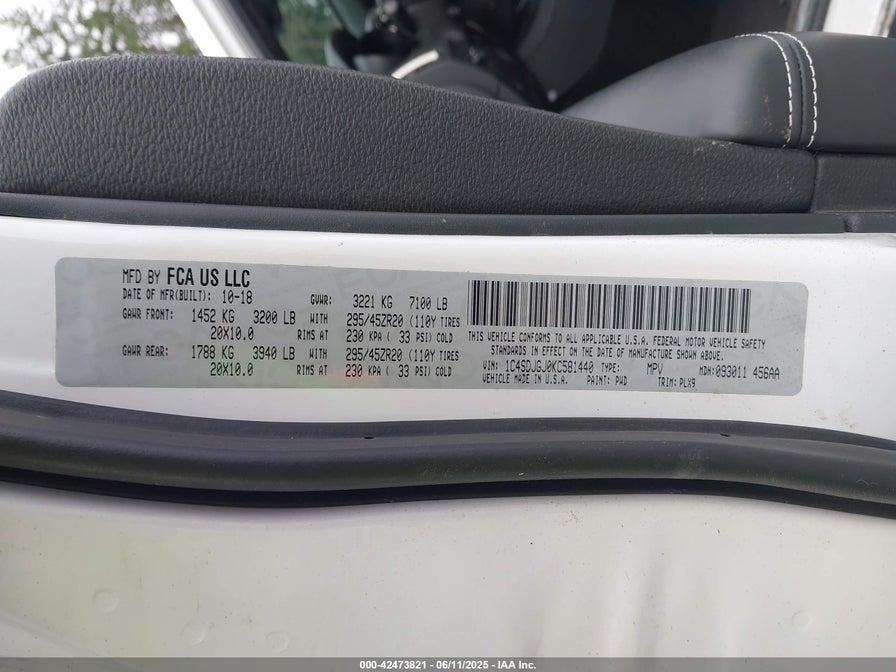 MFD BY FCA US LLC
DATE OF MFR(BUILT): 10-18 GVWR: 3221 KG 7100 LB
GAWR FRONT: 1452 KG 3200 LB WITH 295/45ZR20 (110Y TIRES
20X10.0 RIMS AT 230 KPA ( 33 PSI) COLD
GAWR REAR: 1788 KG 3940 LB WITH 295/45ZR20 (110Y TIRES
20X10.0 RIMS AT 230 KPA ( 33 PSI) COLD
THIS VEHICLE CONFORMS TO ALL APPLICABLE U.S.A. FEDERAL MOTOR VEHICLE SAFETY
STANDARDS IN EFFECT ON THE DATE OF MANUFACTURE SHOWN ABOVE.
VIN: 1C4SDJGJ0KC581440 TYPE: MPV MDH:093011 456AA
VEHICLE MADE IN U.S.A. PAINT: PWD TRIM: PLX9
000-42473821 / 06/11/2025 - IAA Inc.